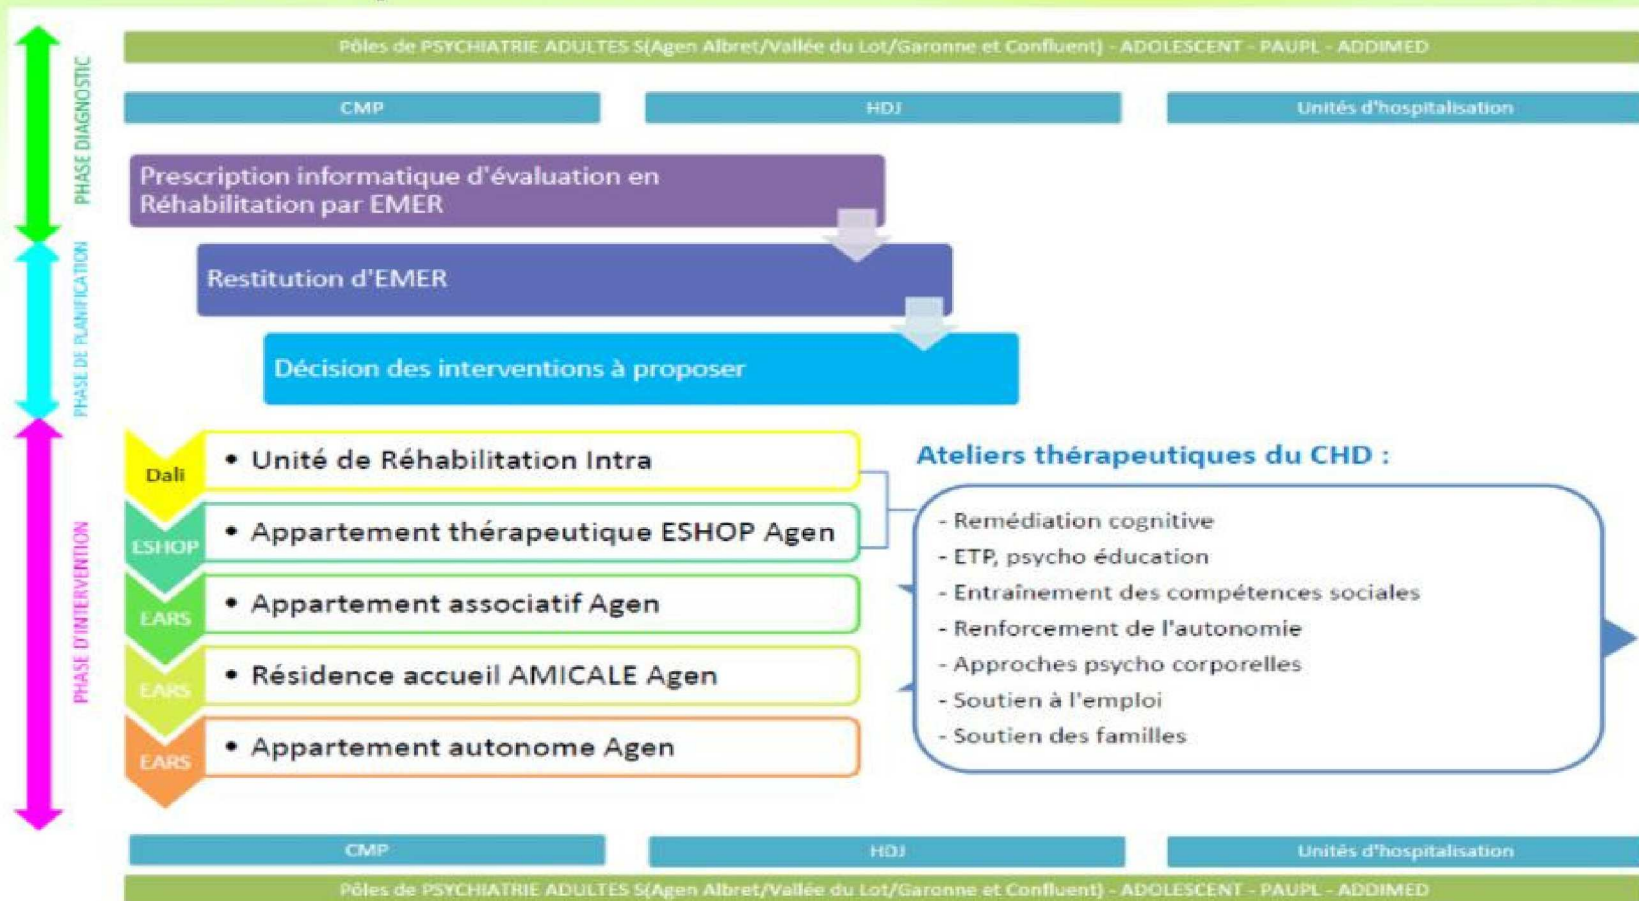 Pôles de PSYCHIATRIE ADULTES S(Agen Albret/Vallée du Lot/Garonne et Confluent) - ADOLESCENT - PAUPL - ADDIMED
CMP
HDJ
Unités d'hospitalisation
PHASE DIAGNOSTIC
Prescription informatique d'évaluation en
Réhabilitation par EMER
PHASE DE PLANIFICATION
Restitution d'EMER
Décision des interventions à proposer
PHASE D'INTERVENTION
Dali
• Unité de Réhabilitation Intra
ESHOP
• Appartement thérapeutique ESHOP Agen
EARS
• Appartement associatif Agen
EARS
• Résidence accueil AMICALE Agen
EARS
• Appartement autonome Agen
Ateliers thérapeutiques du CHD :
- Remédiation cognitive
- ETP, psycho éducation
- Entraînement des compétences sociales
- Renforcement de l'autonomie
- Approches psycho corporelles
- Soutien à l'emploi
- Soutien des familles
CMP
HDJ
Unités d'hospitalisation
Pôles de PSYCHIATRIE ADULTES S(Agen Albret/Vallée du Lot/Garonne et Confluent) - ADOLESCENT - PAUPL - ADDIMED